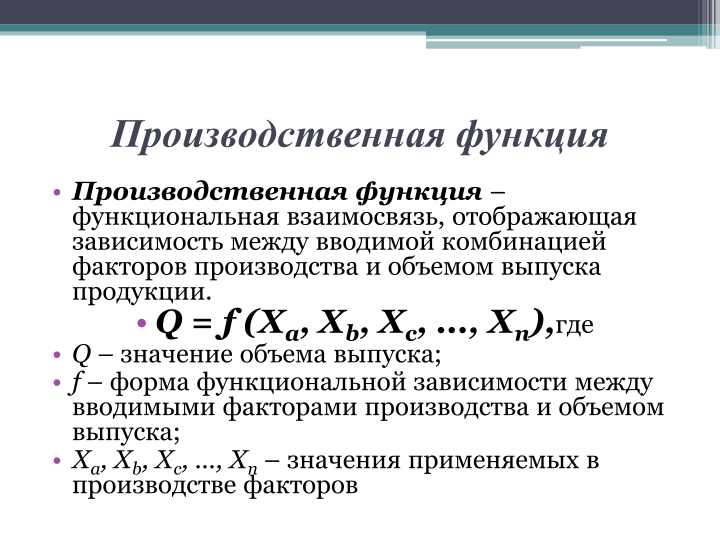 Производственная функция
• Производственная функция –
функциональная взаимосвязь, отображающая
зависимость между вводимой комбинацией
факторов производства и объемом выпуска
продукции.
• Q = f (Xa, Xb, Xc, …, Xn),где
• Q – значение объема выпуска;
• f – форма функциональной зависимости между
вводимыми факторами производства и объемом
выпуска;
• Xa, Xb, Xc, …, Xn – значения применяемых в
производстве факторов